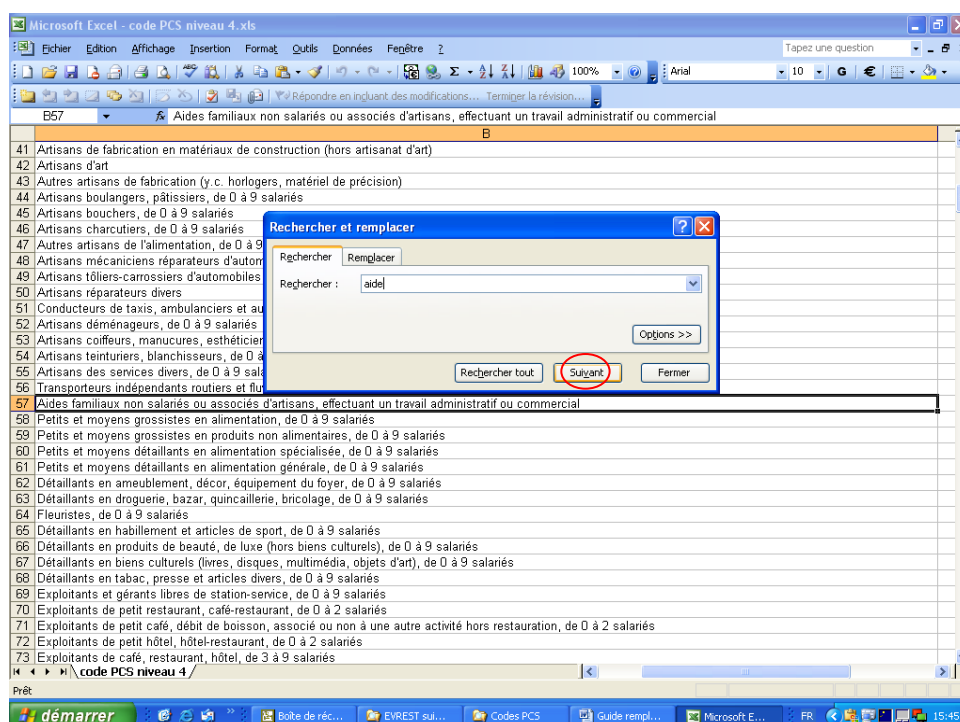 Microsoft Excel - code PCS niveau 4.xls
Fichier Edition Affichage Insertion Format Outils Données Fenêtre ? Tapez une question
Σ 100% Arial 10 G €
Répondre en incluant des modifications... Terminer la révision...
B57 fx Aides familiaux non salariés ou associés d'artisans, effectuant un travail administratif ou commercial
B
41 Artisans de fabrication en matériaux de construction (hors artisanat d'art)
42 Artisans d'art
43 Autres artisans de fabrication (y.c. horlogers, matériel de précision)
44 Artisans boulangers, pâtissiers, de 0 à 9 salariés
45 Artisans bouchers, de 0 à 9 salariés
46 Artisans charcutiers, de 0 à 9 salariés
47 Autres artisans de l'alimentation, de 0 à 9
48 Artisans mécaniciens réparateurs d'autom
49 Artisans tôliers-carrossiers d'automobiles
50 Artisans réparateurs divers
51 Conducteurs de taxis, ambulanciers et au
52 Artisans déménageurs, de 0 à 9 salariés
53 Artisans coiffeurs, manucures, esthéticier
54 Artisans teinturiers, blanchisseurs, de 0 à
55 Artisans des services divers, de 0 à 9 sala
56 Transporteurs indépendants routiers et flu
Rechercher et remplacer
Rechercher Remplacer
Rechercher : aide
Options >>
Rechercher tout Suivant Fermer
57 Aides familiaux non salariés ou associés d'artisans, effectuant un travail administratif ou commercial
58 Petits et moyens grossistes en alimentation, de 0 à 9 salariés
59 Petits et moyens grossistes en produits non alimentaires, de 0 à 9 salariés
60 Petits et moyens détaillants en alimentation spécialisée, de 0 à 9 salariés
61 Petits et moyens détaillants en alimentation générale, de 0 à 9 salariés
62 Détaillants en ameublement, décor, équipement du foyer, de 0 à 9 salariés
63 Détaillants en droguerie, bazar, quincaillerie, bricolage, de 0 à 9 salariés
64 Fleuristes, de 0 à 9 salariés
65 Détaillants en habillement et articles de sport, de 0 à 9 salariés
66 Détaillants en produits de beauté, de luxe (hors biens culturels), de 0 à 9 salariés
67 Détaillants en biens culturels (livres, disques, multimédia, objets d'art), de 0 à 9 salariés
68 Détaillants en tabac, presse et articles divers, de 0 à 9 salariés
69 Exploitants et gérants libres de station-service, de 0 à 9 salariés
70 Exploitants de petit restaurant, café-restaurant, de 0 à 2 salariés
71 Exploitants de petit café, débit de boisson, associé ou non à une autre activité hors restauration, de 0 à 2 salariés
72 Exploitants de petit hôtel, hôtel-restaurant, de 0 à 2 salariés
73 Exploitants de café, restaurant, hôtel, de 3 à 9 salariés
code PCS niveau 4
Prêt
démarrer Boîte de réc... EVREST sui... Codes PCS Guide rempl... Microsoft E... FR 15:45